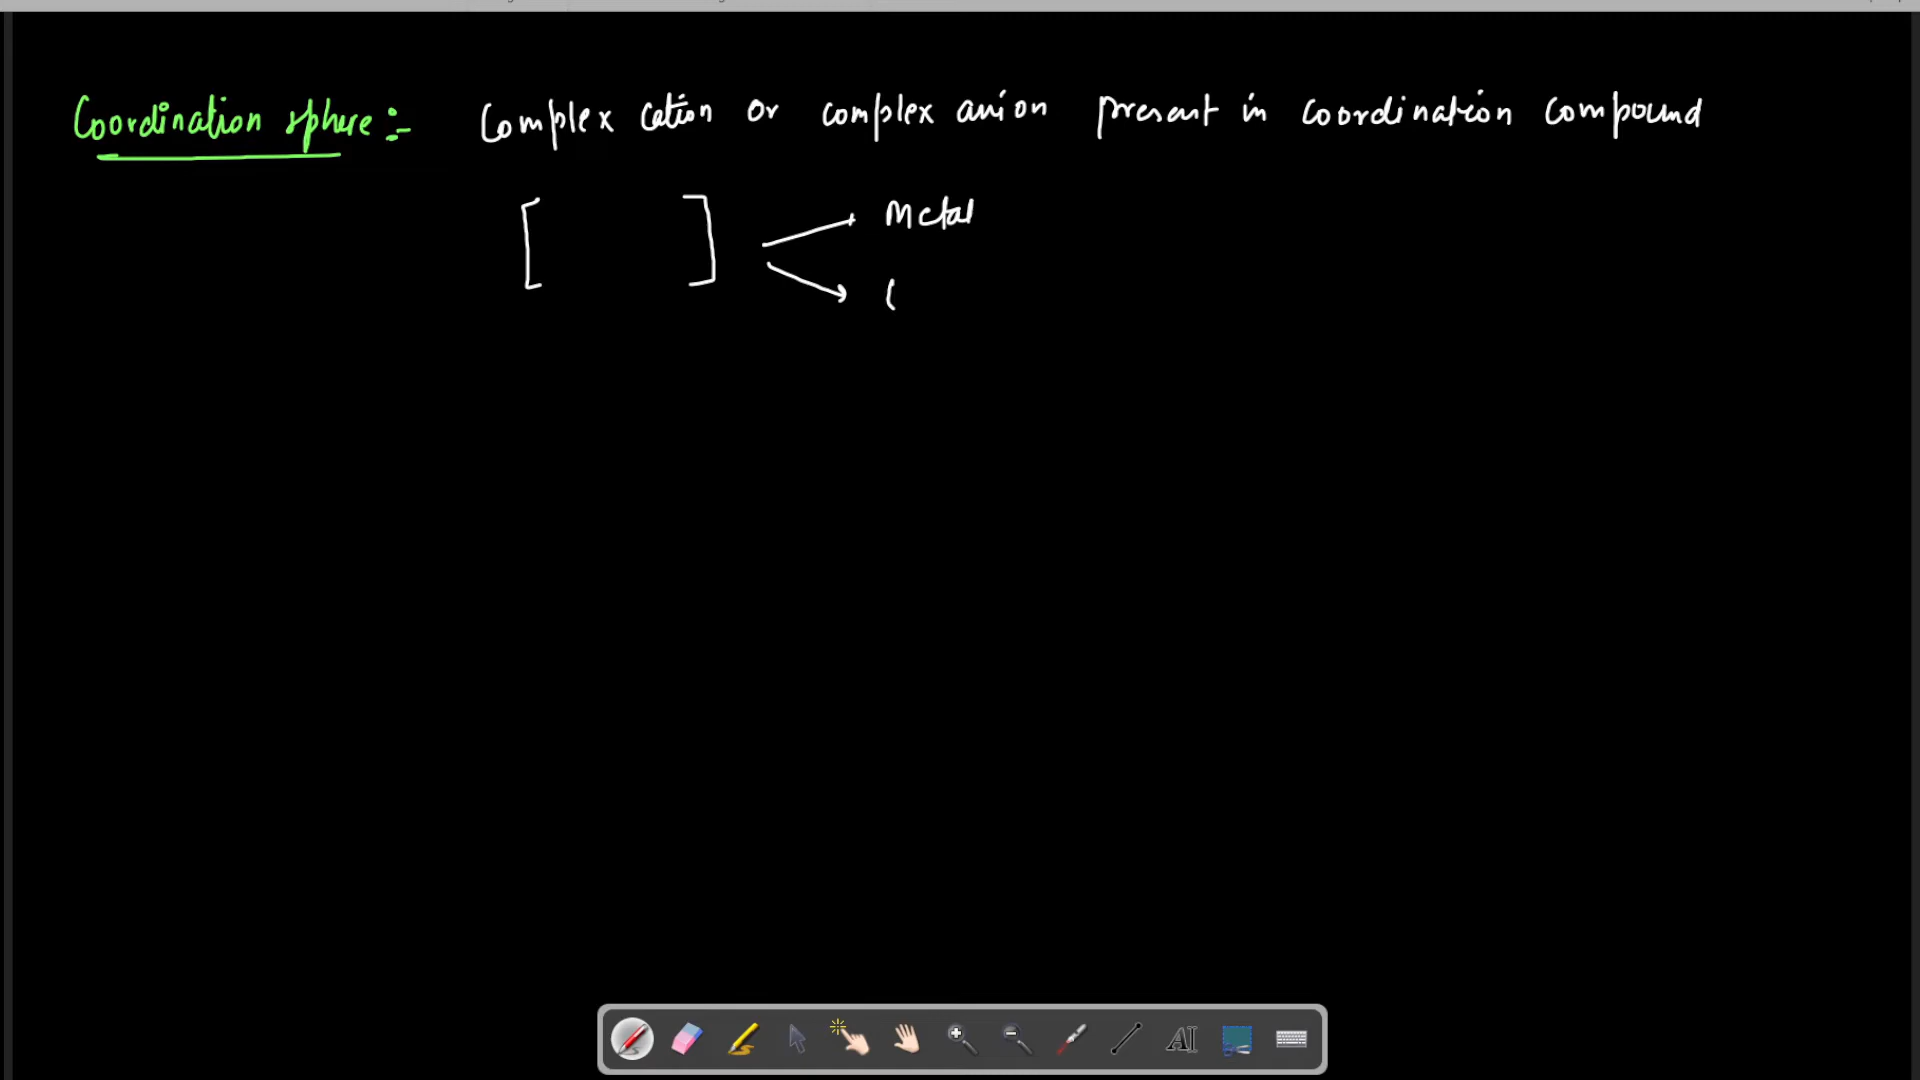 Coordination sphere :- Complex cation or complex anion present in coordination compound
[ ] Metal